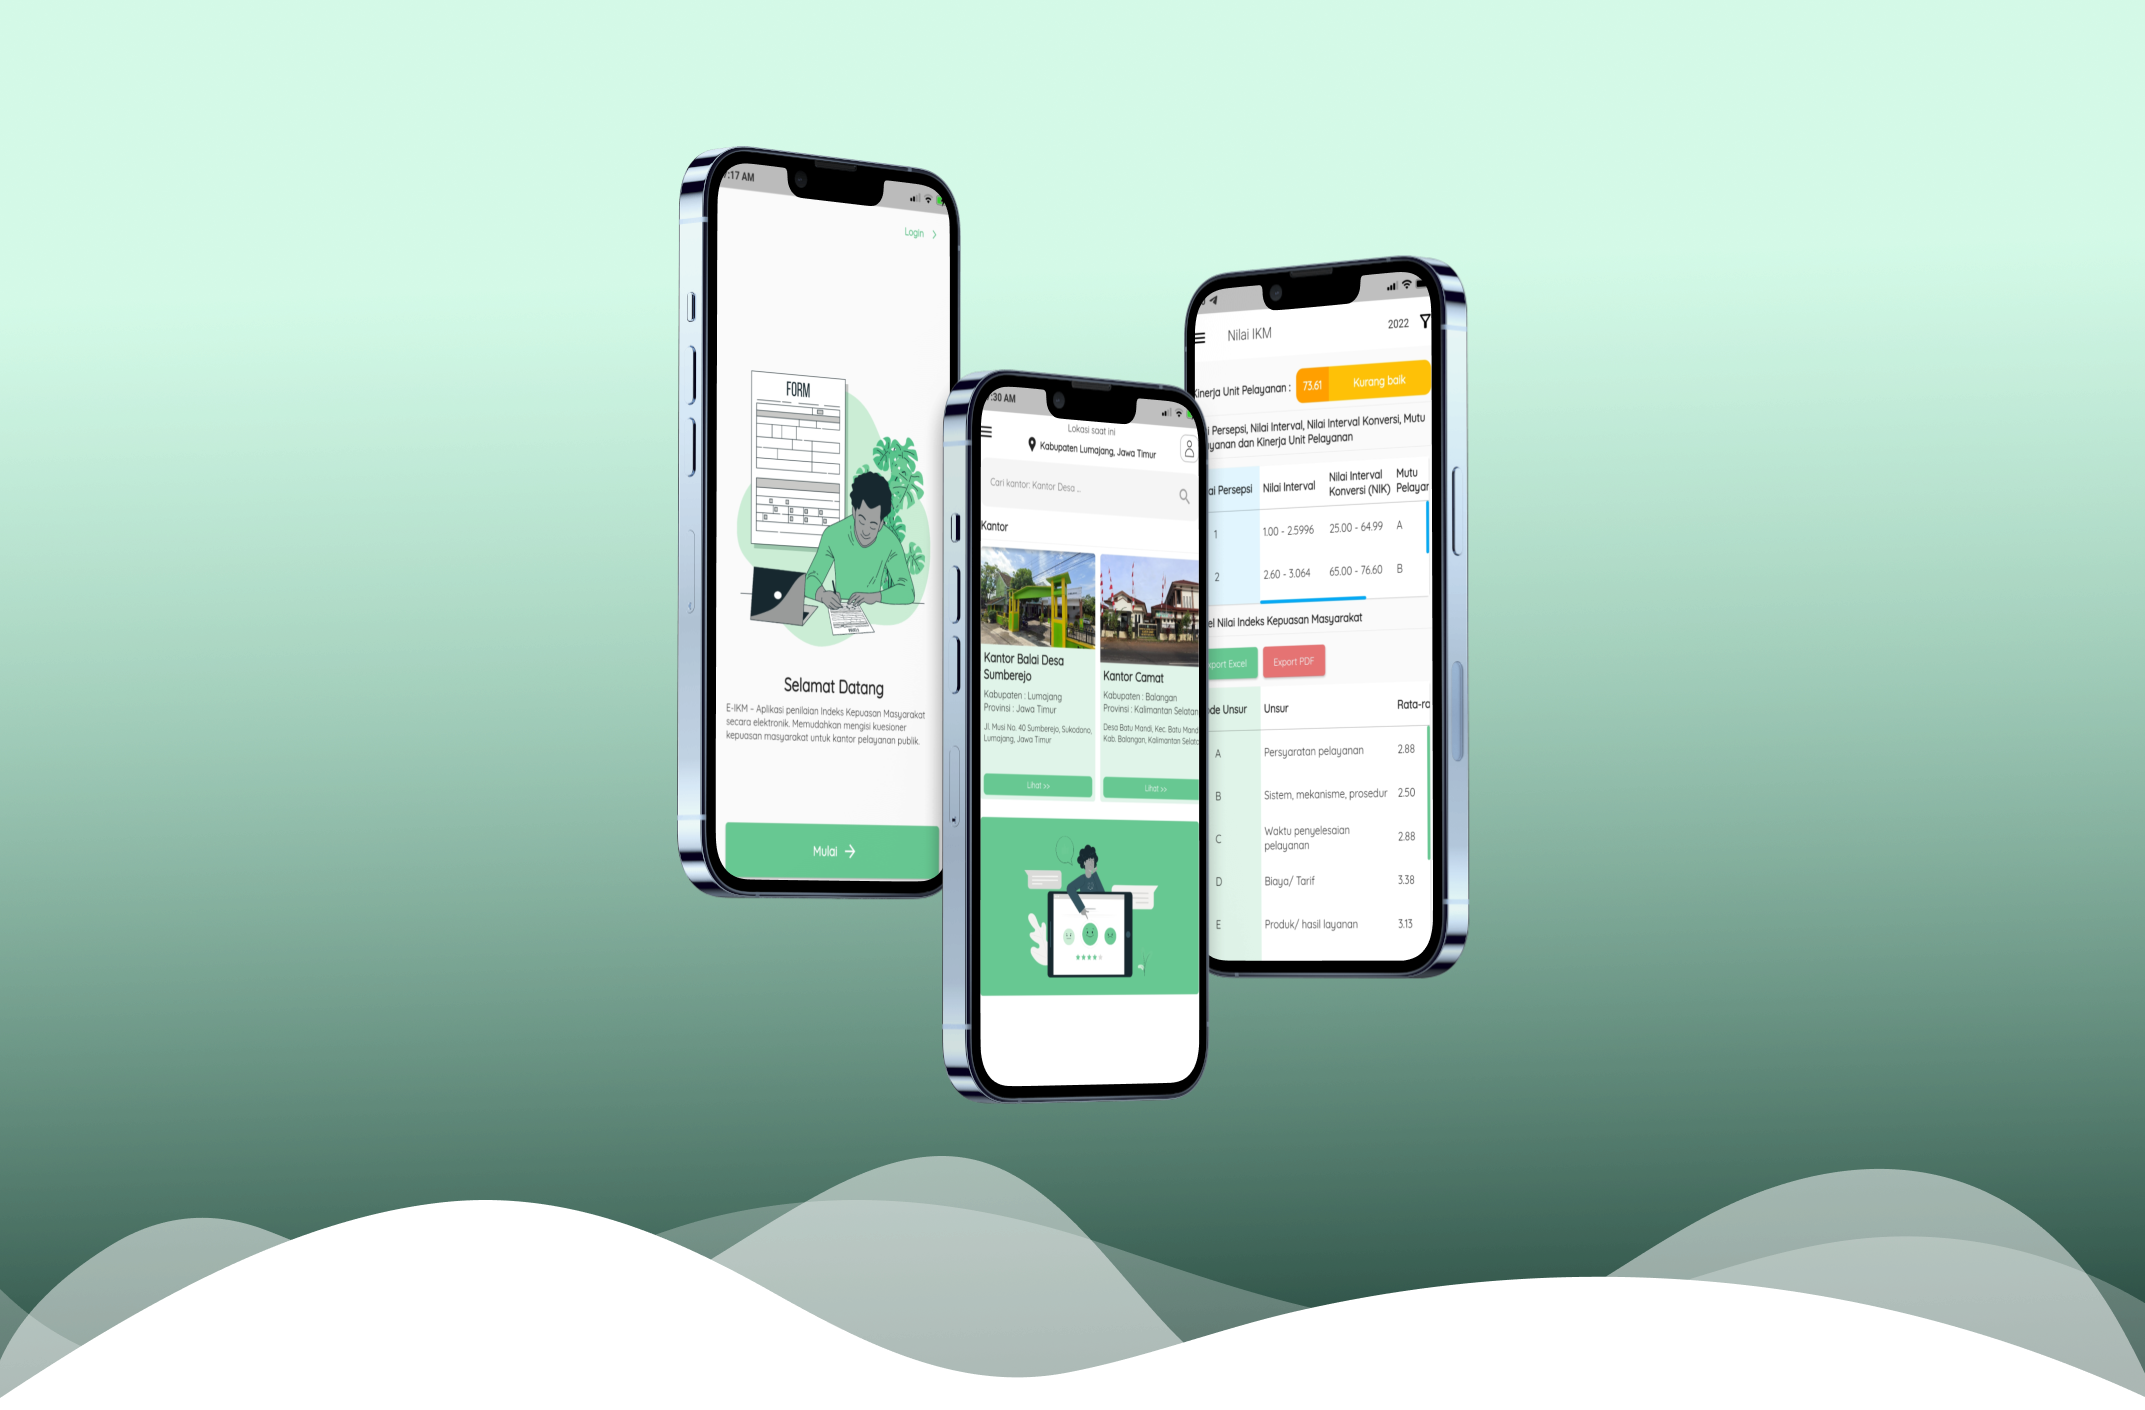 :17 AM
Login
FORM
Selamat Datang
E-IKM - Aplikasi penilaian Indeks Kepuasan Masyarakat
secara elektronik. Memudahkan mengisi kuesioner
kepuasan masyarakat untuk kantor pelayanan publik.
Mulai →
:30 AM
Lokasi saat ini
Kabupaten Lumajang, Jawa Timur
Cari kantor: Kantor Desa ...
Kantor
Kantor Balai Desa
Sumberejo
Kabupaten : Lumajang
Provinsi : Jawa Timur
Jl. Musi No. 40 Sumberejo, Sukodono,
Lumajang, Jawa Timur
Lihat >>
Kantor Camat
Kabupaten : Balangan
Provinsi : Kalimantan Selatan
Desa Batu Mandi, Kec. Batu Mand
Kab. Balangan, Kalimantan Selata
Lihat >>
Nilai IKM
2022
Kinerja Unit Pelayanan :
73.61
Kurang baik
i Persepsi, Nilai Interval, Nilai Interval Konversi, Mutu
yanan dan Kinerja Unit Pelayanan
ai Persepsi
Nilai Interval
Nilai Interval
Konversi (NIK)
Mutu
Pelayar
1
1.00 - 2.5996
25.00 - 64.99
A
2
2.60 - 3.064
65.00 - 76.60
B
el Nilai Indeks Kepuasan Masyarakat
xport Excel
Export PDF
de Unsur
Unsur
Rata-ra
A
Persyaratan pelayanan
2.88
B
Sistem, mekanisme, prosedur
2.50
C
Waktu penyelesaian
pelayanan
2.88
D
Biaya/ Tarif
3.38
E
Produk/ hasil layanan
3.13